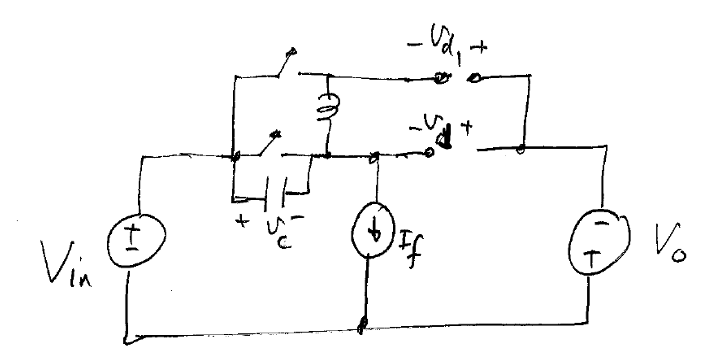 - Vd1 +
- Vd +
+ Vc -
+
-
Vin
If
-
+
Vo